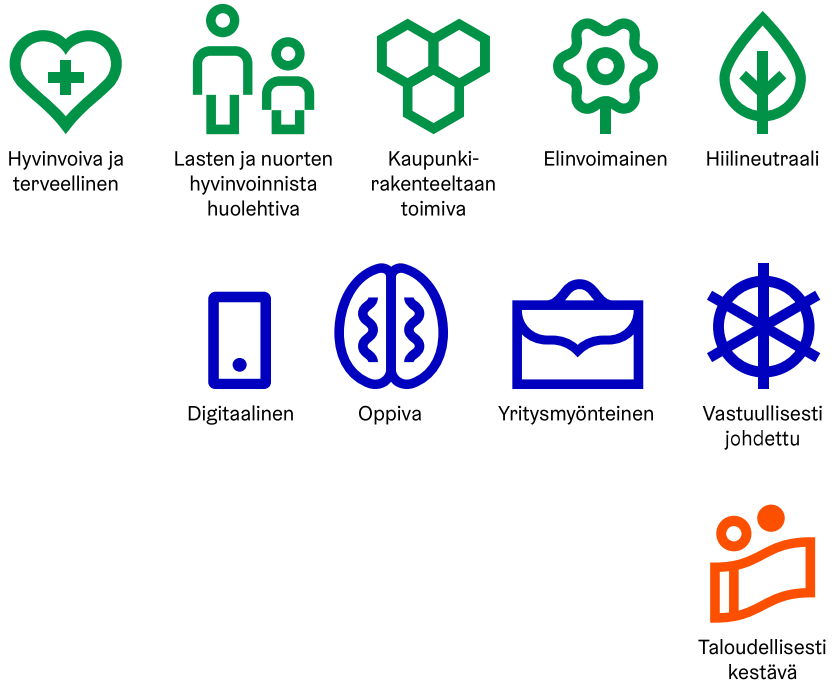 Hyvinvoiva ja
terveellinen
Lasten ja nuorten
hyvinvoinnista
huolehtiva
Kaupunki-
rakenteeltaan
toimiva
Elinvoimainen
Hiilineutraali
Digitaalinen
Oppiva
Yritysmyönteinen
Vastuullisesti
johdettu
Taloudellisesti
kestävä